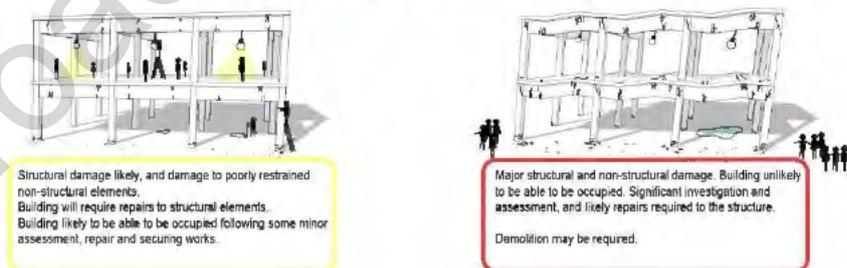 Structural damage likely, and damage to poorly restrained
non-structural elements.
Building will require repairs to structural elements.
Building likely to be able to be occupied following some minor
assessment, repair and securing works.
Major structural and non-structural damage. Building unlikely
to be able to be occupied. Significant investigation and
assessment, and likely repairs required to the structure.
Demolition may be required.